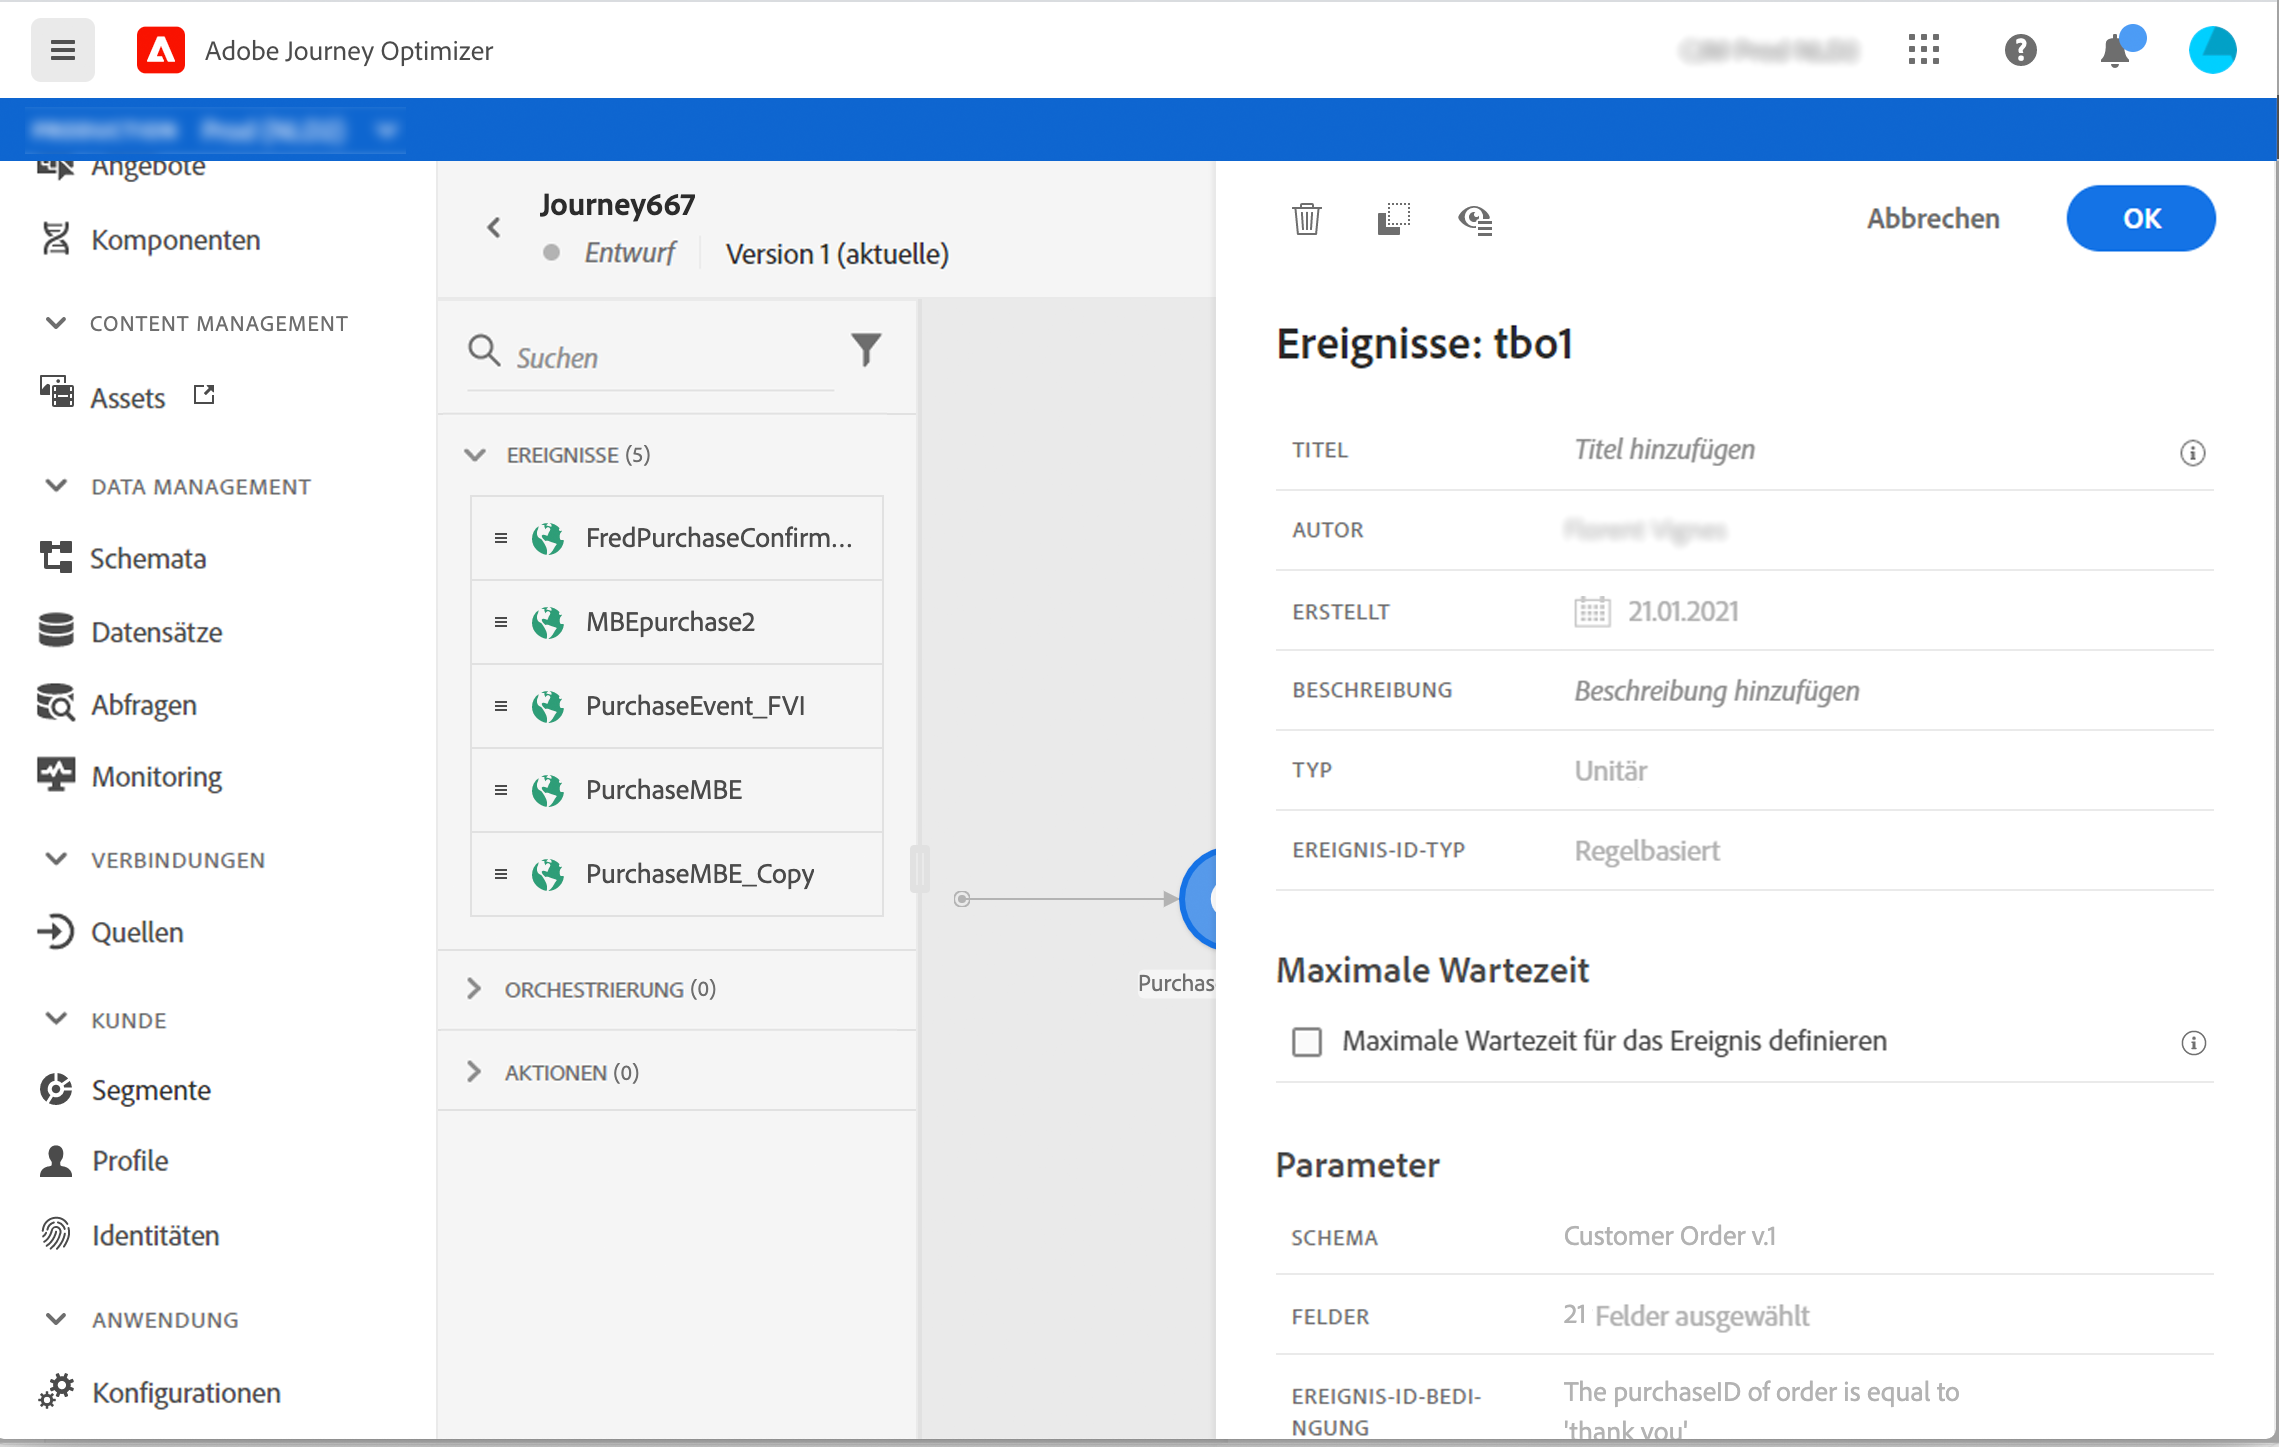 Adobe Journey Optimizer
Angebote
Komponenten
CONTENT MANAGEMENT
Assets
DATA MANAGEMENT
Schemata
Datensätze
Abfragen
Monitoring
VERBINDUNGEN
Quellen
KUNDE
Segmente
Profile
Identitäten
ANWENDUNG
Konfigurationen
Journey667
Entwurf
Version 1 (aktuelle)
Suchen
EREIGNISSE (5)
FredPurchaseConfirm...
MBEpurchase2
PurchaseEvent_FVI
PurchaseMBE
PurchaseMBE_Copy
ORCHESTRIERUNG (0)
AKTIONEN (0)
Purchas
Abbrechen
OK
Ereignisse: tbo1
TITEL
Titel hinzufügen
AUTOR
ERSTELLT
21.01.2021
BESCHREIBUNG
Beschreibung hinzufügen
TYP
Unitär
EREIGNIS-ID-TYP
Regelbasiert
Maximale Wartezeit
Maximale Wartezeit für das Ereignis definieren
Parameter
SCHEMA
Customer Order v.1
FELDER
21 Felder ausgewählt
EREIGNIS-ID-BEDI-
NGUNG
The purchaseID of order is equal to
'thank you'